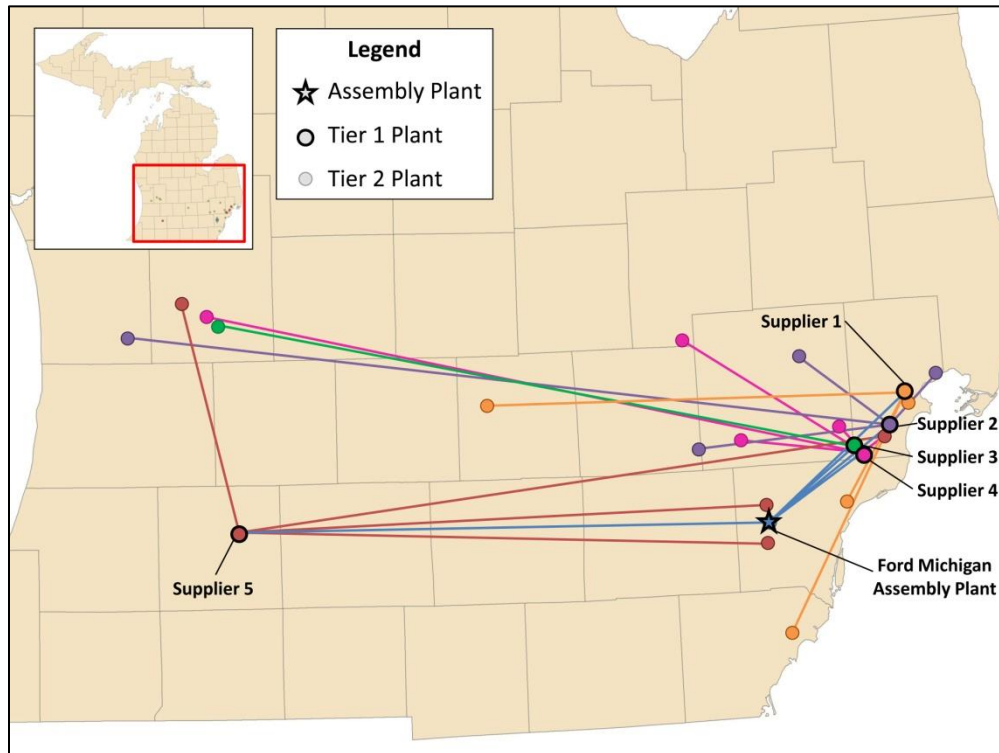 Legend
Assembly Plant
Tier 1 Plant
Tier 2 Plant
Supplier 1
Supplier 2
Supplier 3
Supplier 4
Supplier 5
Ford Michigan
Assembly Plant